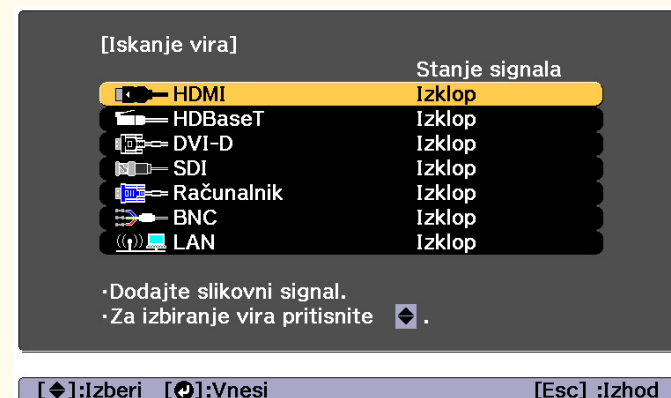 [Iskanje vira]
Stanje signala
HDMI Izklop
HDBaseT Izklop
DVI-D Izklop
SDI Izklop
Računalnik Izklop
BNC Izklop
LAN Izklop
·Dodajte slikovni signal.
·Za izbiranje vira pritisnite .
[ ]:Izberi [ ]:Vnesi [Esc] :Izhod